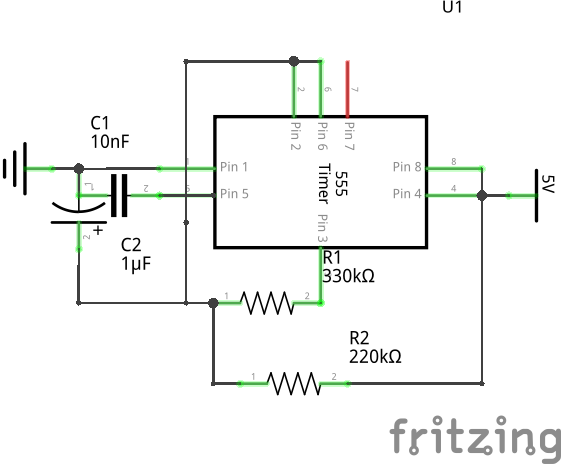 U1
2
6
7
C1
10nF
Pin 2
Pin 6
Pin 7
1
Pin 1
555
Timer
Pin 8
8
5V
1
2
5
Pin 5
Pin 4
4
Pin 3
+
2
C2
1µF
R1
330kΩ
1
2
R2
220kΩ
1
2
fritzing